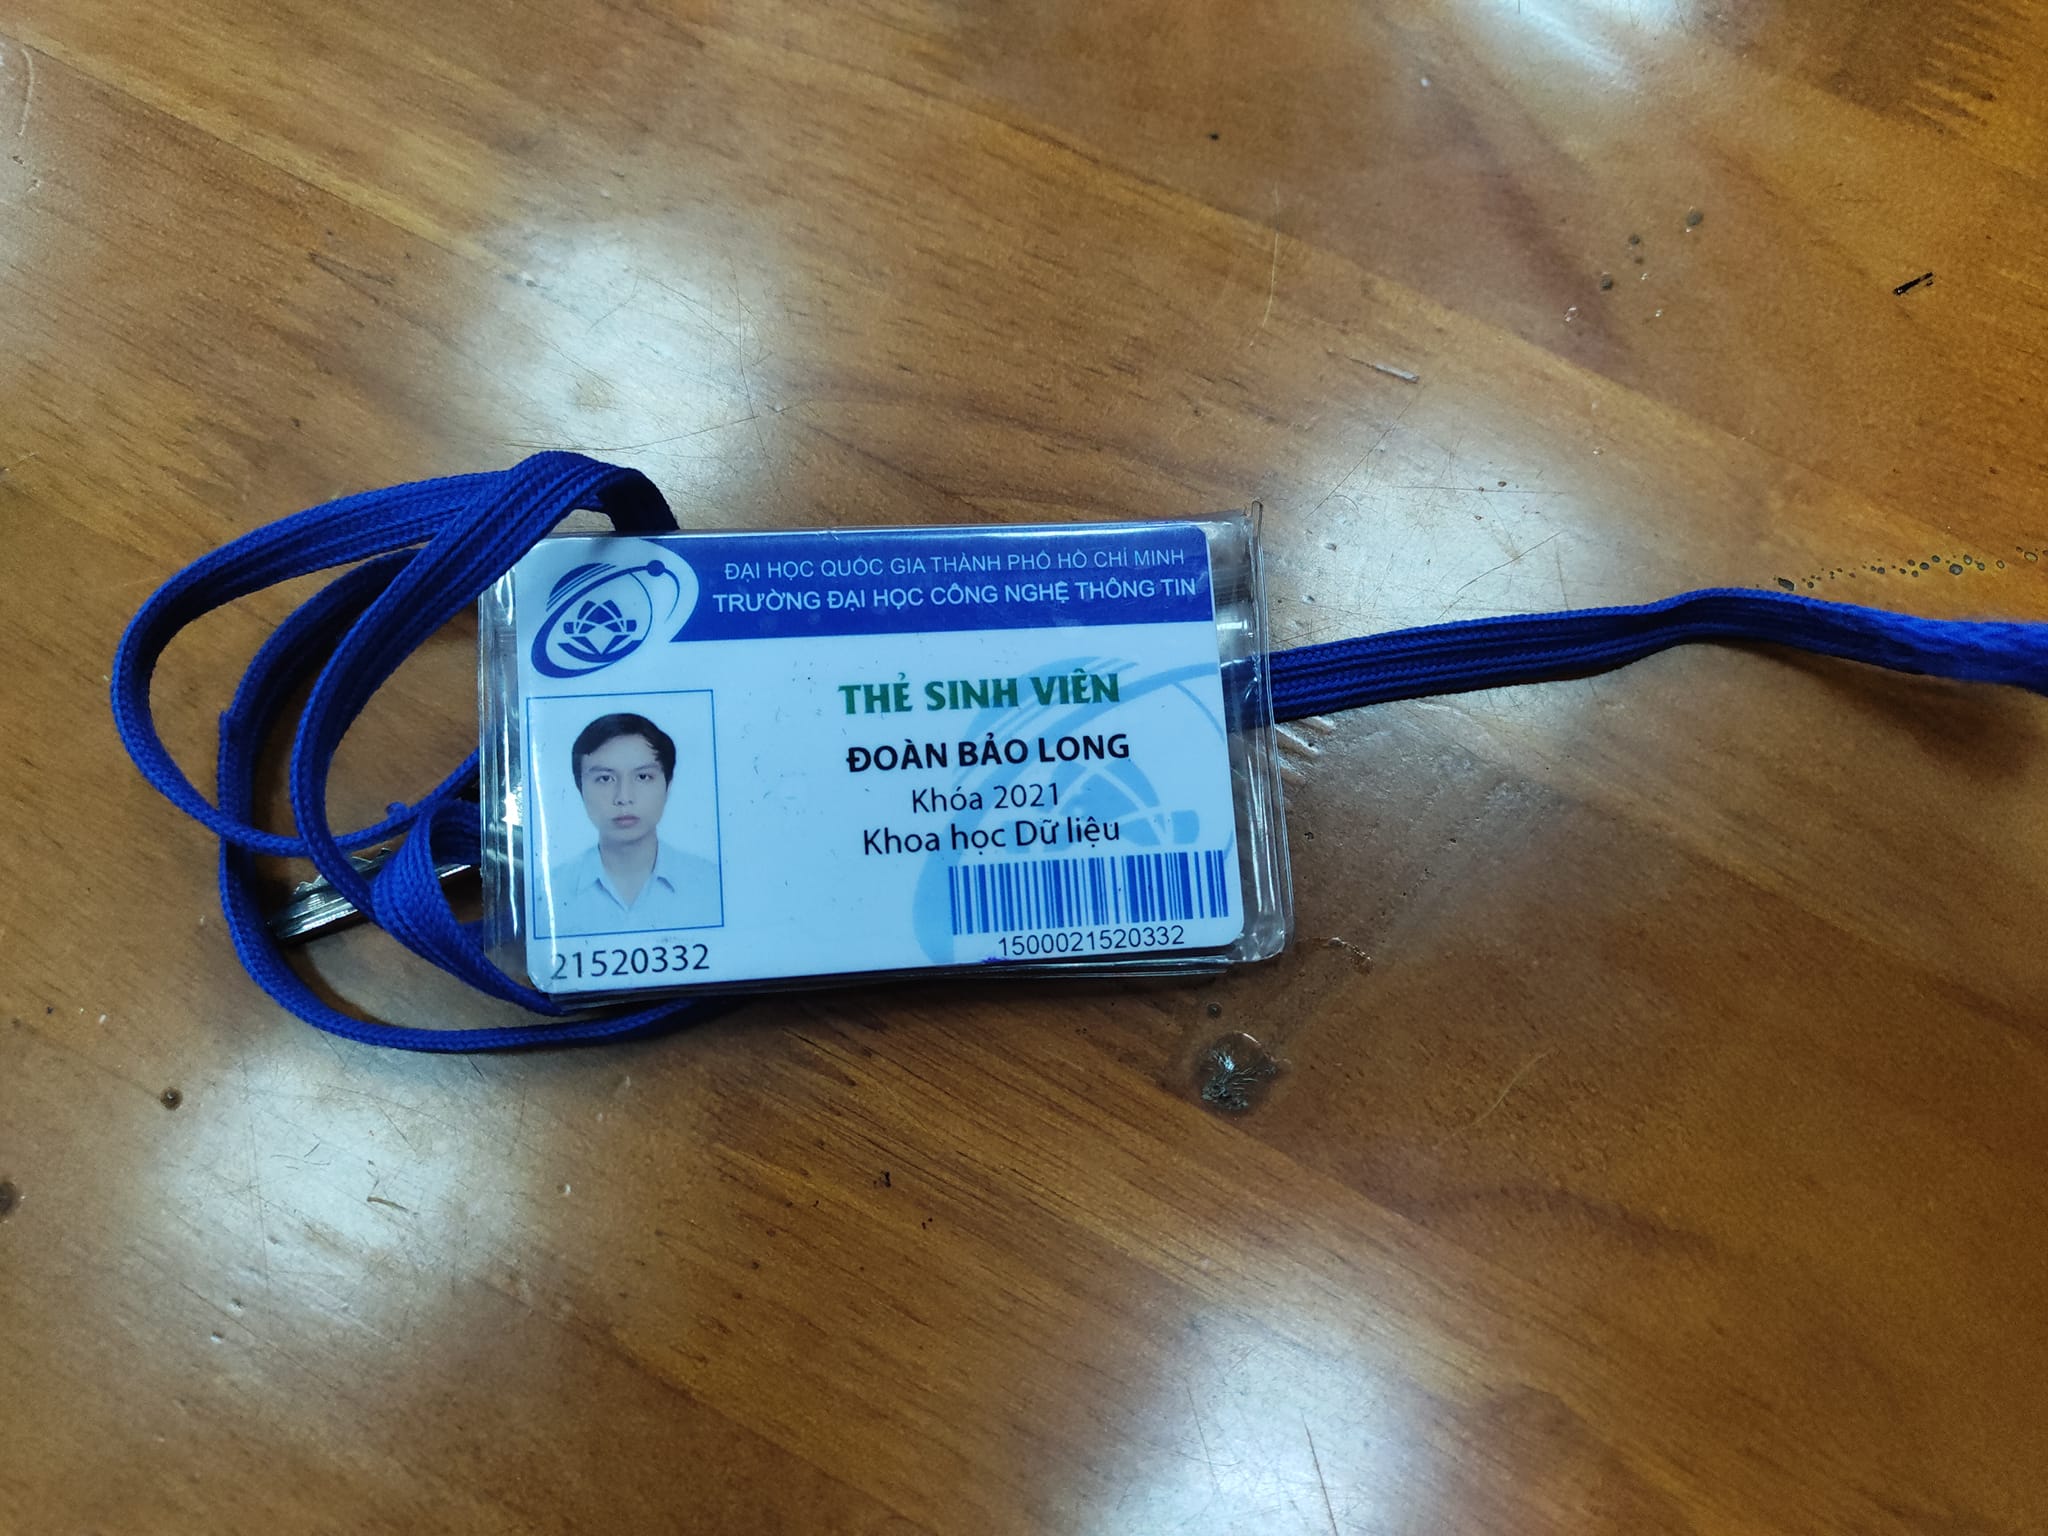 ĐẠI HỌC QUỐC GIA THÀNH PHỐ HỒ CHÍ MINH
TRƯỜNG ĐẠI HỌC CÔNG NGHỆ THÔNG TIN
THẺ SINH VIÊN
ĐOÀN BẢO LONG
Khóa 2021
Khoa học Dữ liệu
21520332
1500021520332